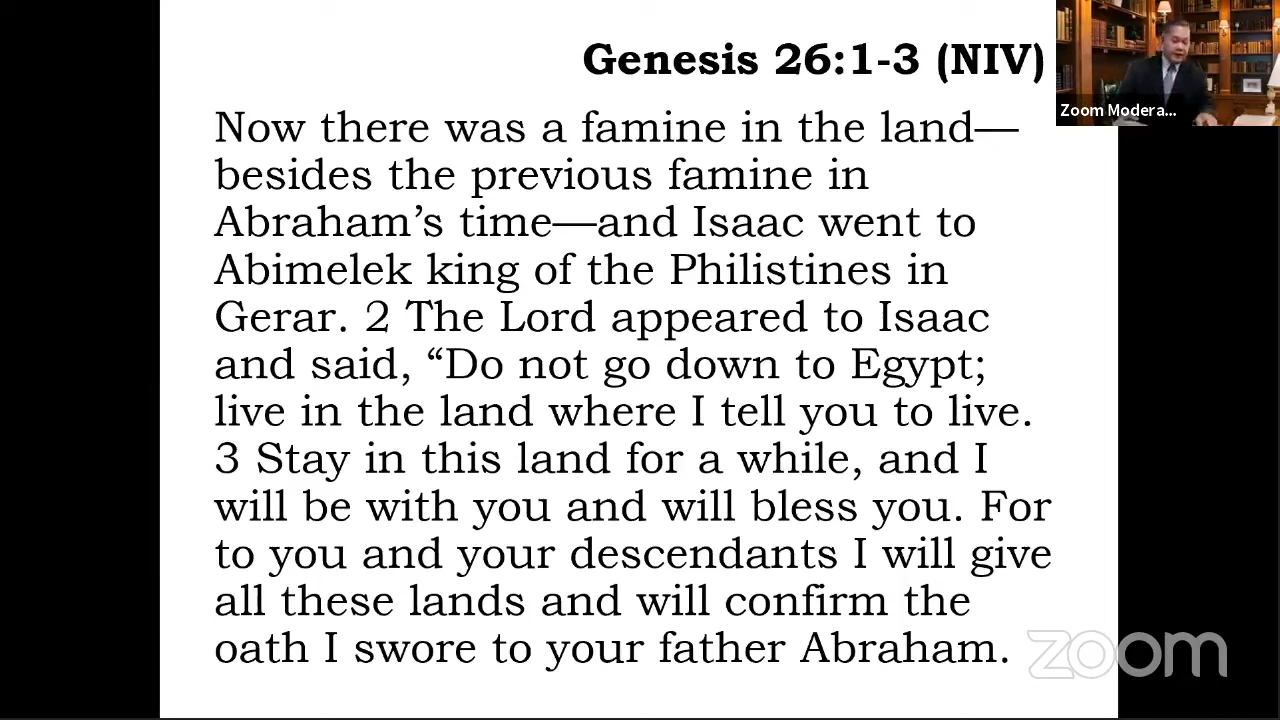 Genesis 26:1-3 (NIV)
Zoom Modera...
Now there was a famine in the land—
besides the previous famine in
Abraham’s time—and Isaac went to
Abimelek king of the Philistines in
Gerar. 2 The Lord appeared to Isaac
and said, “Do not go down to Egypt;
live in the land where I tell you to live.
3 Stay in this land for a while, and I
will be with you and will bless you. For
to you and your descendants I will give
all these lands and will confirm the
oath I swore to your father Abraham.
zoom